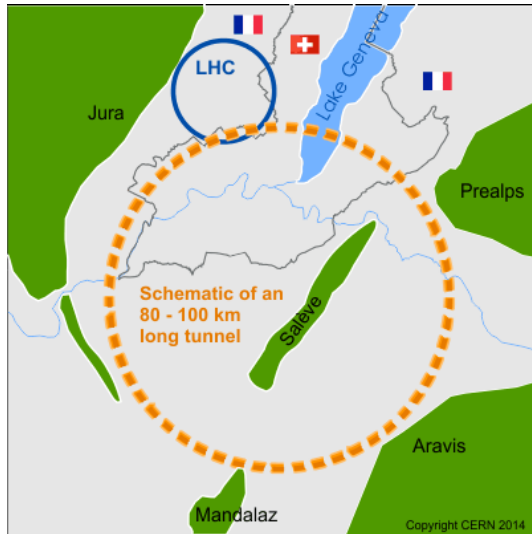 LHC
Lake Geneva
Jura
Prealps
Schematic of an
80 - 100 km
long tunnel
Salève
Aravis
Mandalaz
Copyright CERN 2014